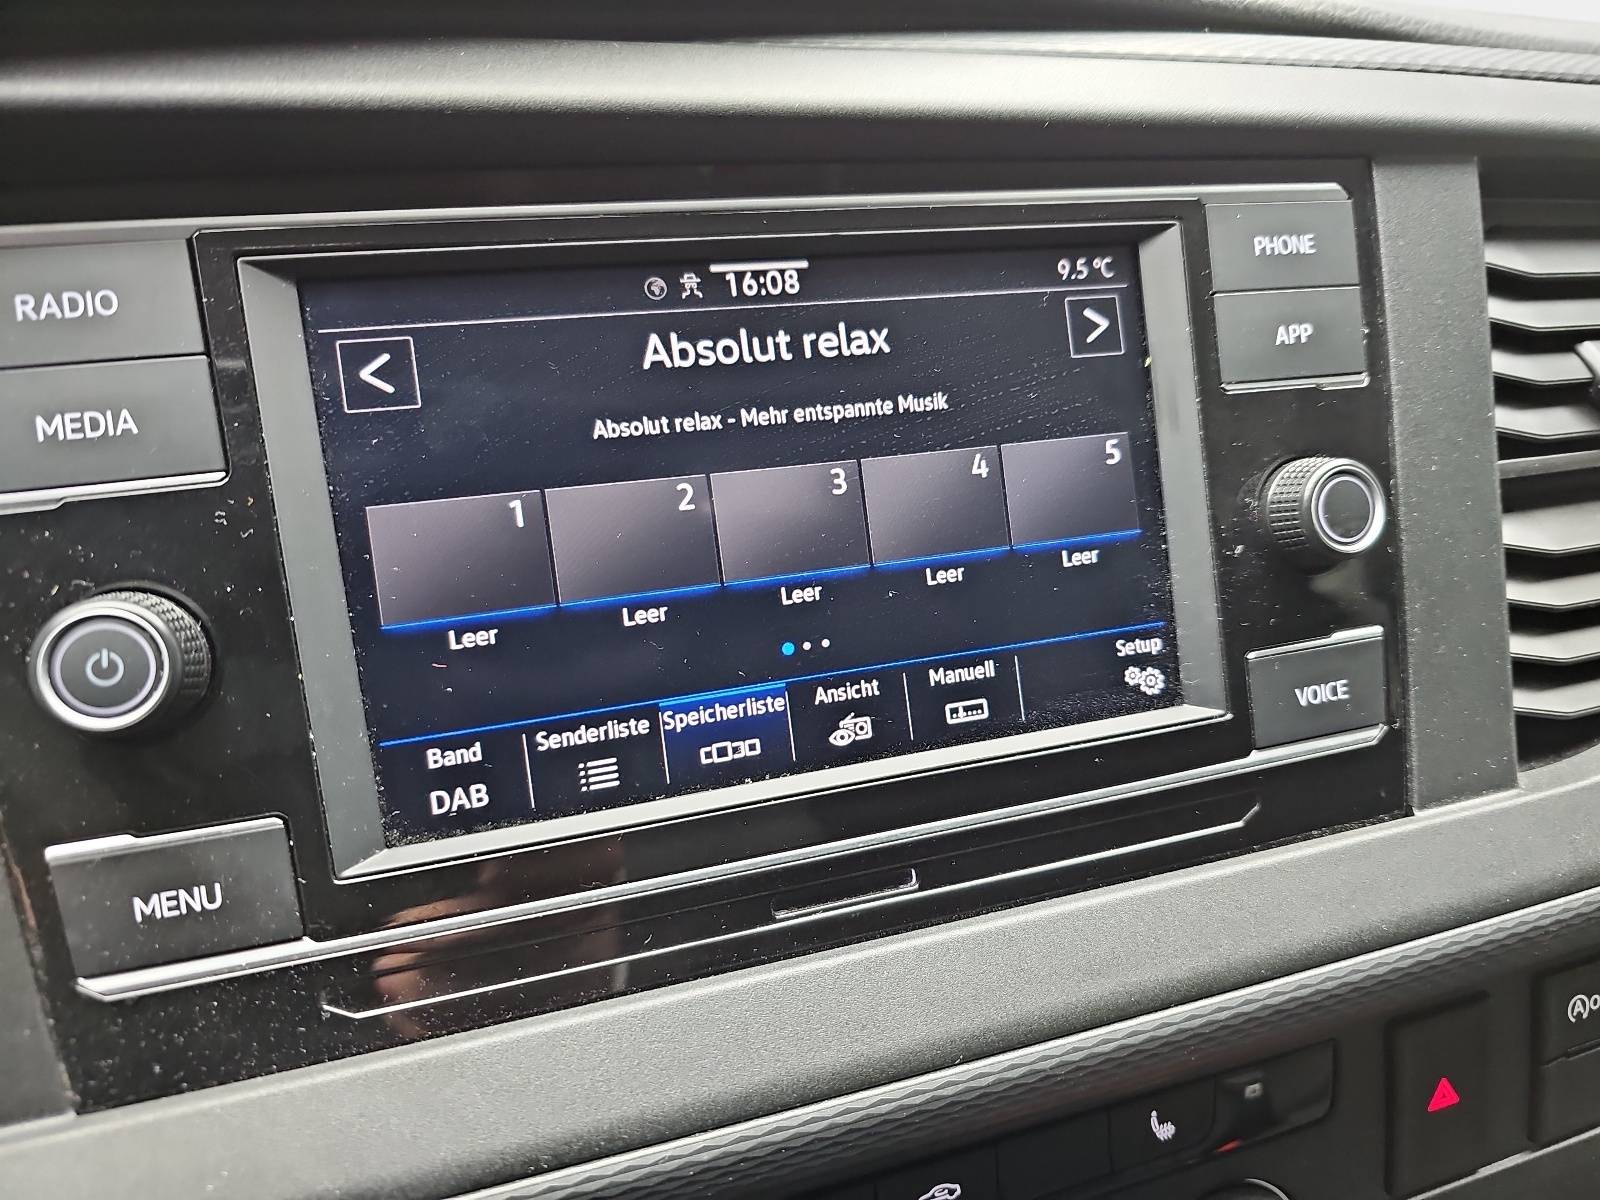 RADIO
MEDIA
MENU
16:08
9.5 °C
<
Absolut relax
>
Absolut relax - Mehr entspannte Musik
1
2
3
4
5
Leer
Leer
Leer
Leer
Leer
Band
DAB
Senderliste
Speicherliste
Ansicht
Manuell
Setup
PHONE
APP
VOICE